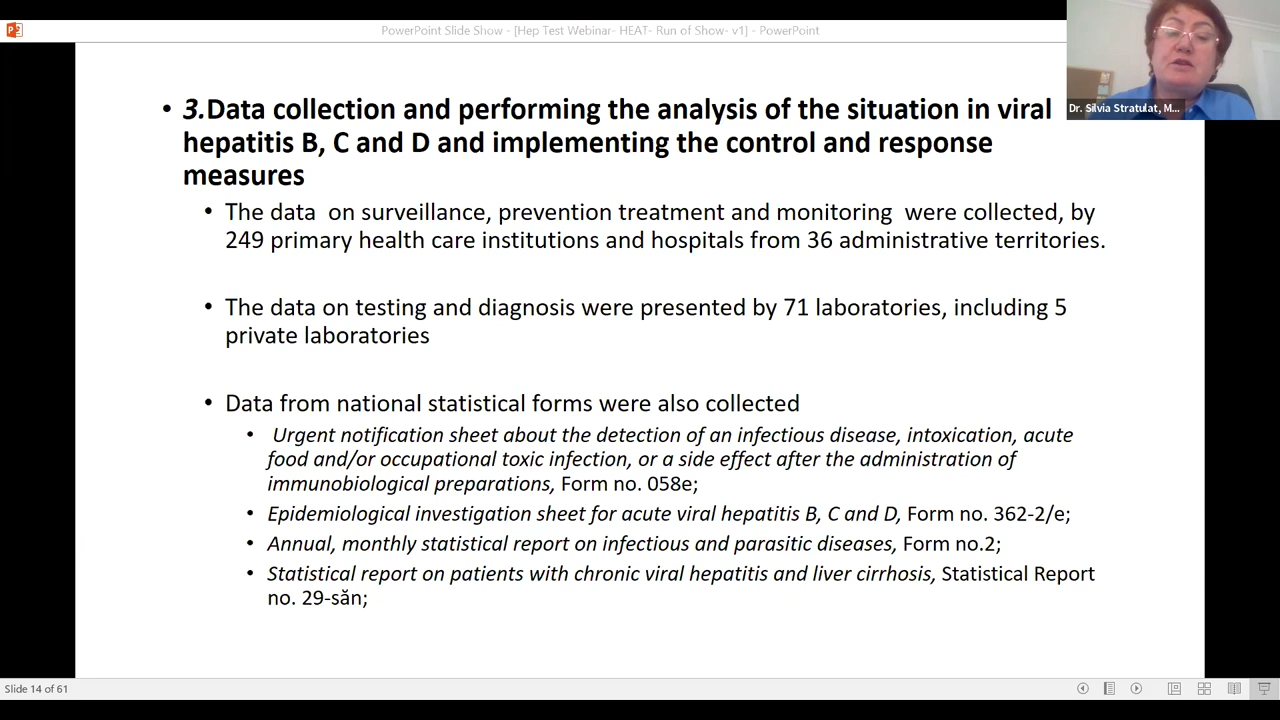 PowerPoint Slide Show - [Hep Test Webinar- HEAT- Run of Show- v1] - PowerPoint
Dr. Silvia Stratulat, M...
• 3.Data collection and performing the analysis of the situation in viral
hepatitis B, C and D and implementing the control and response
measures
• The data on surveillance, prevention treatment and monitoring were collected, by
249 primary health care institutions and hospitals from 36 administrative territories.
• The data on testing and diagnosis were presented by 71 laboratories, including 5
private laboratories
• Data from national statistical forms were also collected
• Urgent notification sheet about the detection of an infectious disease, intoxication, acute
food and/or occupational toxic infection, or a side effect after the administration of
immunobiological preparations, Form no. 058e;
• Epidemiological investigation sheet for acute viral hepatitis B, C and D, Form no. 362-2/e;
• Annual, monthly statistical report on infectious and parasitic diseases, Form no.2;
• Statistical report on patients with chronic viral hepatitis and liver cirrhosis, Statistical Report
no. 29-săn;
Slide 14 of 61